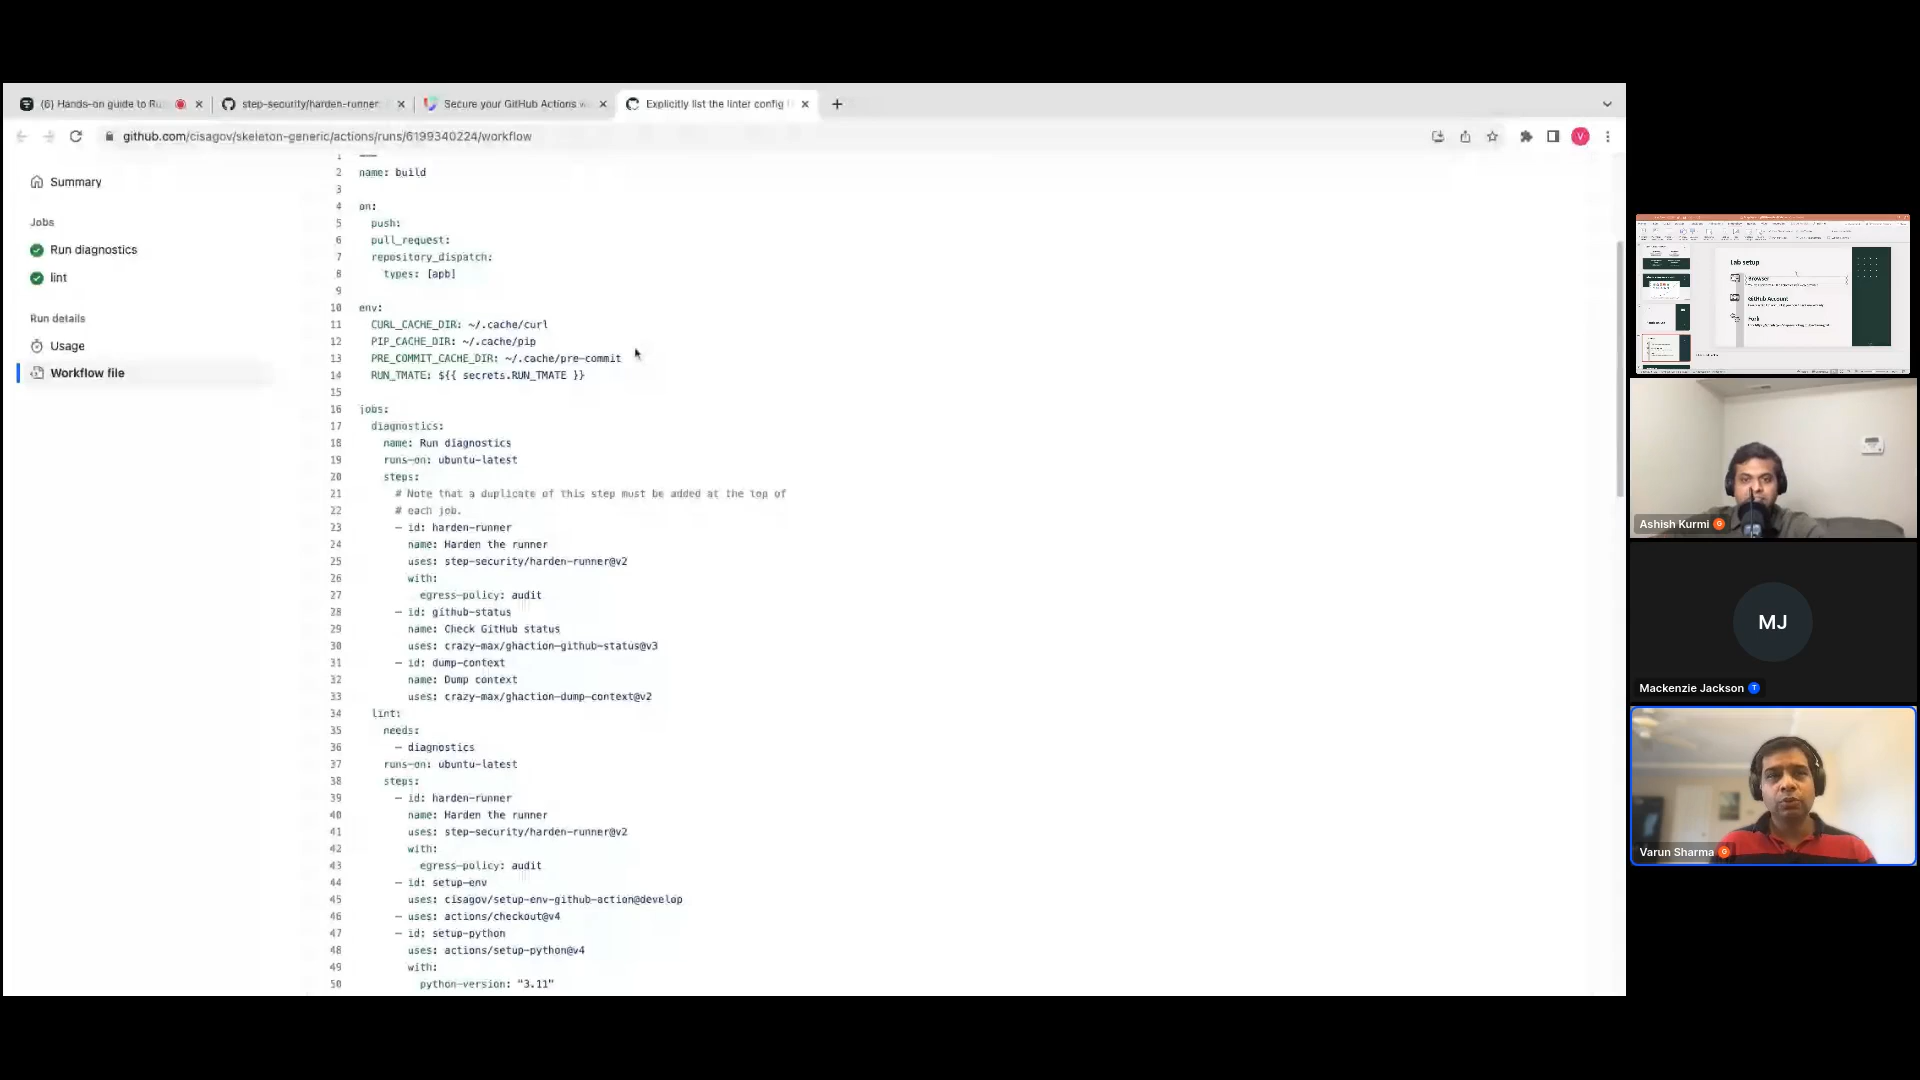 (6) Hands-on guide to Ru
step-security/harden-runner
Secure your GitHub Actions w
Explicitly list the linter config
github.com/cisagov/skeleton-generic/actions/runs/6199340224/workflow
V
Summary
Jobs
Run diagnostics
lint
Run details
Usage
Workflow file
1 ---
2 name: build
3
4 on:
5 push:
6 pull_request:
7 repository_dispatch:
8 types: [apb]
9
10 env:
11 CURL_CACHE_DIR: ~/.cache/curl
12 PIP_CACHE_DIR: ~/.cache/pip
13 PRE_COMMIT_CACHE_DIR: ~/.cache/pre-commit
14 RUN_TMATE: ${{ secrets.RUN_TMATE }}
15
16 jobs:
17 diagnostics:
18 name: Run diagnostics
19 runs-on: ubuntu-latest
20 steps:
21 # Note that a duplicate of this step must be added at the top of
22 # each job.
23 - id: harden-runner
24 name: Harden the runner
25 uses: step-security/harden-runner@v2
26 with:
27 egress-policy: audit
28 - id: github-status
29 name: Check GitHub status
30 uses: crazy-max/ghaction-github-status@v3
31 - id: dump-context
32 name: Dump context
33 uses: crazy-max/ghaction-dump-context@v2
34 lint:
35 needs:
36 - diagnostics
37 runs-on: ubuntu-latest
38 steps:
39 - id: harden-runner
40 name: Harden the runner
41 uses: step-security/harden-runner@v2
42 with:
43 egress-policy: audit
44 - id: setup-env
45 uses: cisagov/setup-env-github-action@develop
46 - uses: actions/checkout@v4
47 - id: setup-python
48 uses: actions/setup-python@v4
49 with:
50 python-version: "3.11"
Lab setup
Browser
GitHub Account
Fork
Ashish Kurmi G
MJ
Mackenzie Jackson T
Varun Sharma G